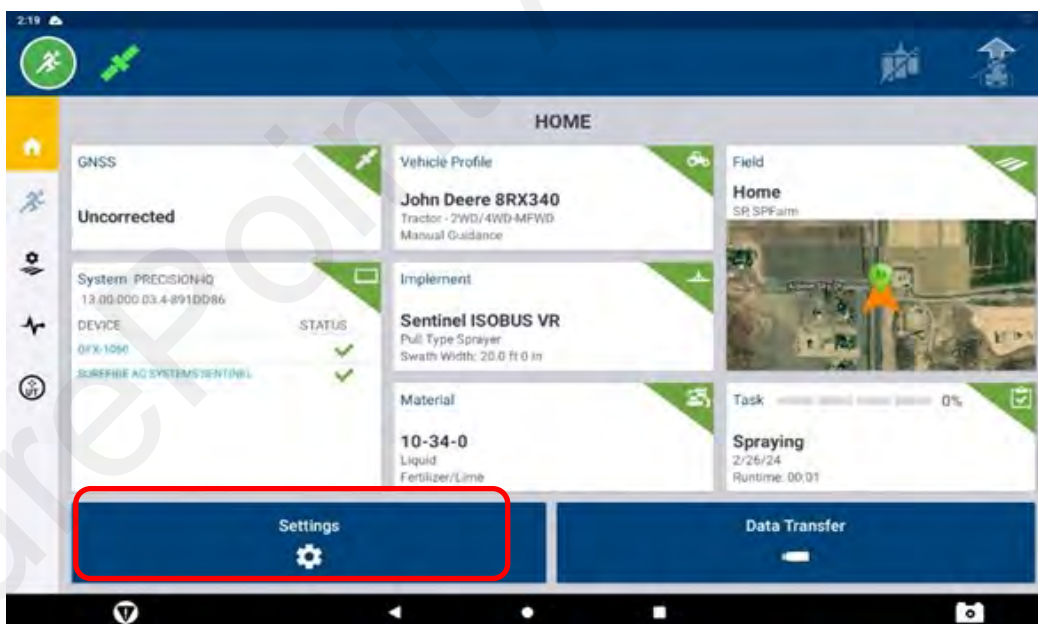 2:19
HOME
GNSS
Uncorrected
System PRECISION-IQ
13.00.000.03.4-891DD86
DEVICE STATUS
GFX-1060
SUREFIRE AG SYSTEMS SENTINEL
Vehicle Profile
John Deere 8RX340
Tractor - 2WD/4WD-MFWD
Manual Guidance
Implement
Sentinel ISOBUS VR
Pull Type Sprayer
Swath Width: 20.0 ft 0 in
Material
10-34-0
Liquid
Fertilizer/Lime
Field
Home
SP, SPFarm
Task 0%
Spraying
2/26/24
Runtime: 00:01
UT
Settings
Data Transfer